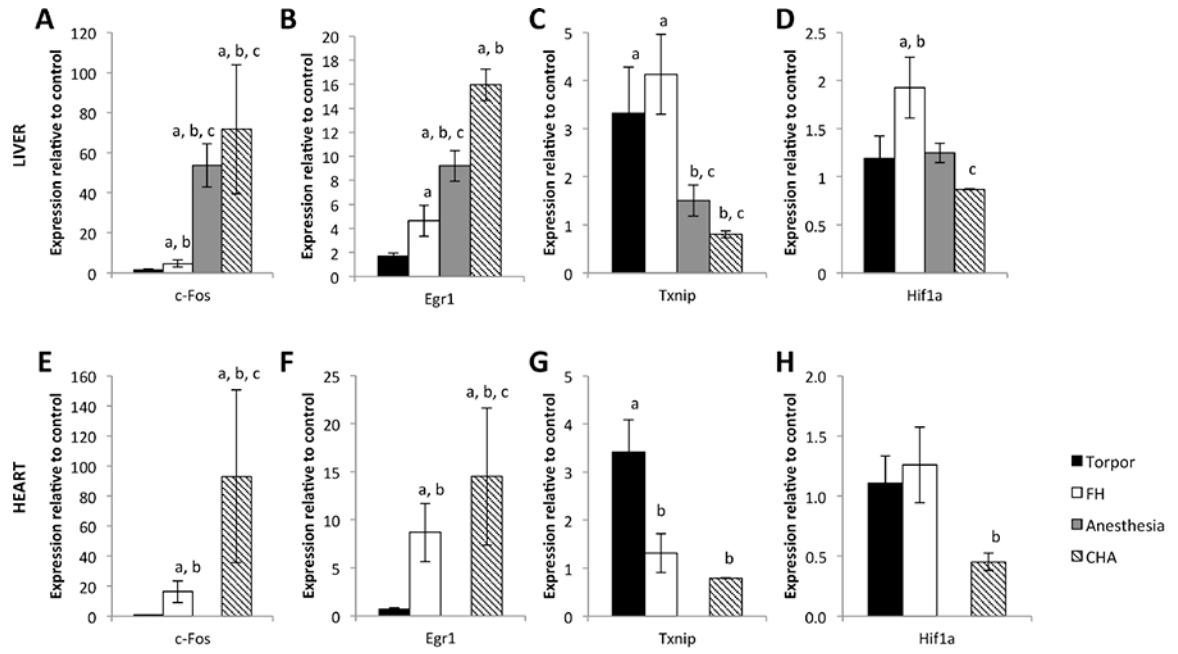 A
B
C
D
LIVER
Expression relative to control
120
100
80
60
40
20
0
a, b
a, b, c
a, b, c
c-Fos
Expression relative to control
20
18
16
14
12
10
8
6
4
2
0
a
a, b, c
a, b
Egr1
Expression relative to control
5
4
3
2
1
0
a
a
b, c
b, c
Txnip
Expression relative to control
2.5
2
1.5
1
0.5
0
a, b
c
Hif1a
E
F
G
H
HEART
Expression relative to control
160
140
120
100
80
60
40
20
0
a, b
a, b, c
c-Fos
Expression relative to control
25
20
15
10
5
0
a, b
a, b, c
Egr1
Expression relative to control
5
4
3
2
1
0
a
b
b
Txnip
Expression relative to control
2.0
1.5
1.0
0.5
0.0
b
Hif1a
Torpor
FH
Anesthesia
CHA